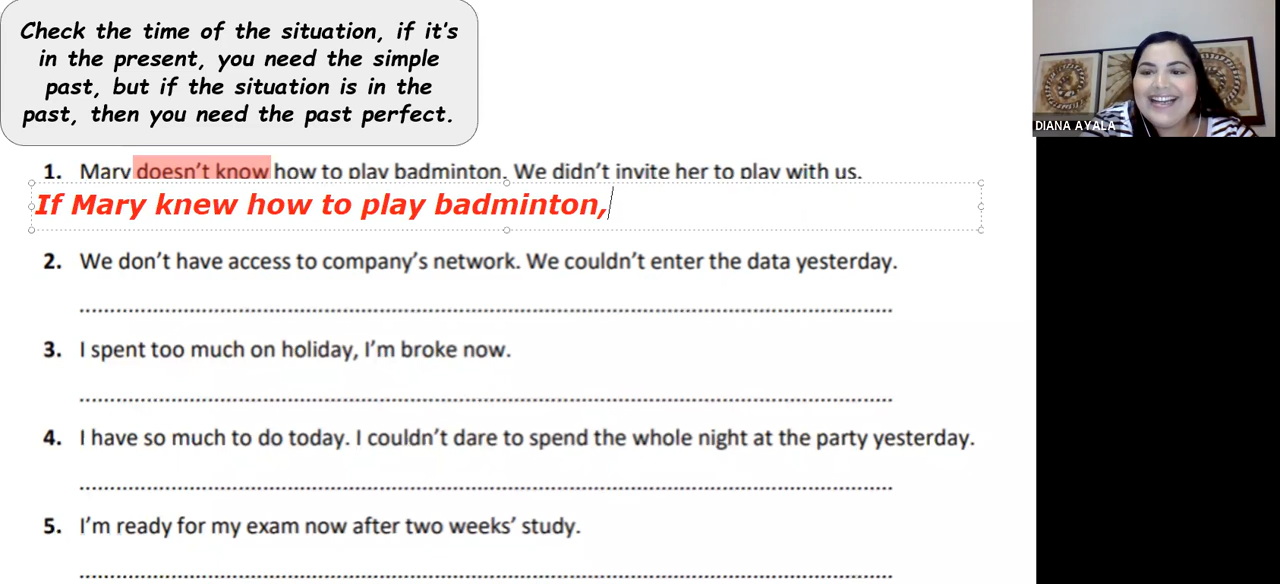 Check the time of the situation, if it's
in the present, you need the simple
past, but if the situation is in the
past, then you need the past perfect.
DIANA AYALA
1. Mary doesn't know how to play badminton. We didn't invite her to play with us.
If Mary knew how to play badminton,
2. We don't have access to company's network. We couldn't enter the data yesterday.
3. I spent too much on holiday, I'm broke now.
4. I have so much to do today. I couldn't dare to spend the whole night at the party yesterday.
5. I'm ready for my exam now after two weeks' study.